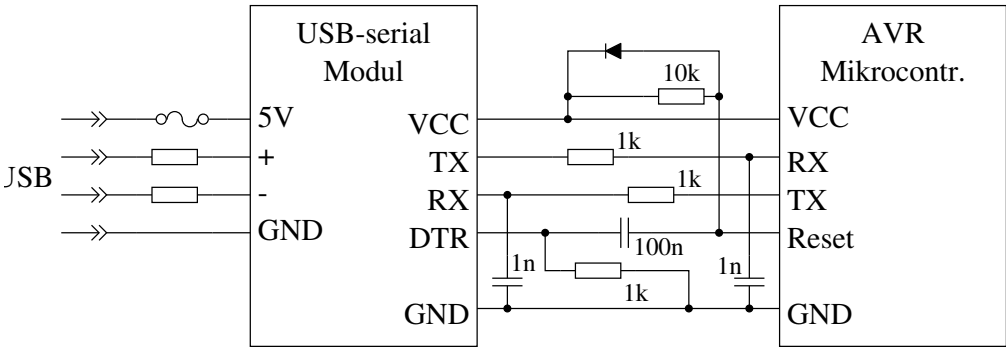 USB-serial
Modul
AVR
Mikrocontr.
10k
5V
VCC
VCC
1k
+
TX
RX
JSB
1k
-
RX
TX
GND
DTR
100n
Reset
1n
1n
1k
GND
GND